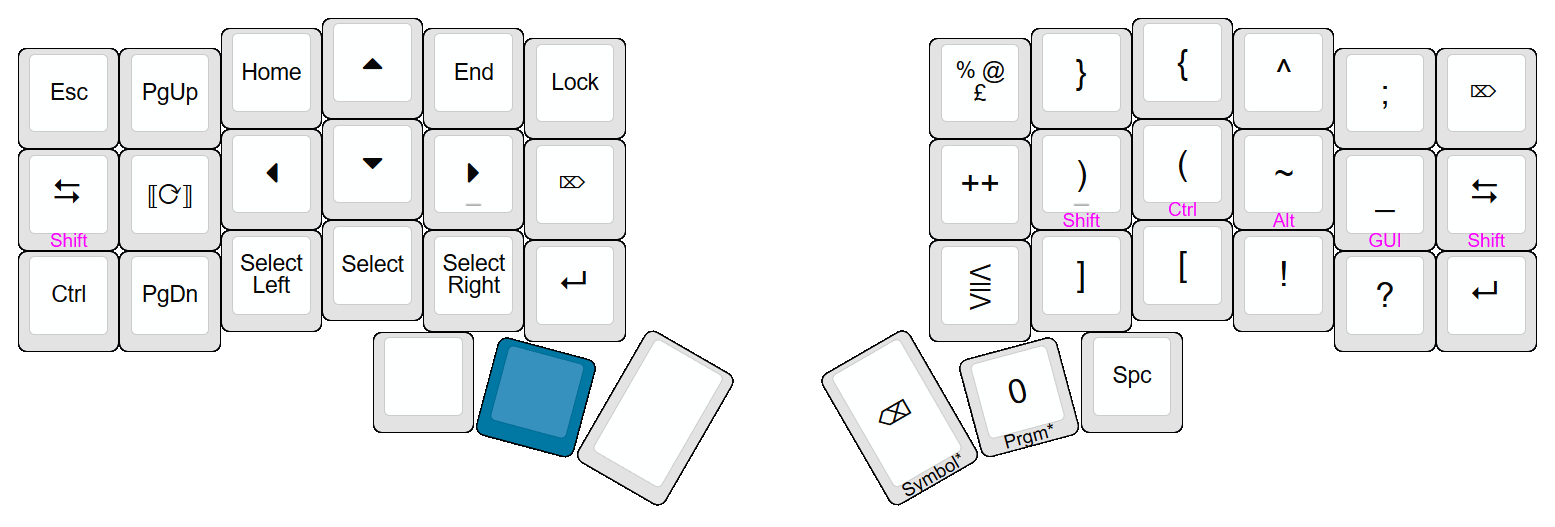 Esc PgUp Home ▲ End Lock
% @
£
} { ^ ; ⌦
⇆ ⟦⟳⟧ ◀ ▼ ▶ ⌦
_
Shift
++ ) ( ~ _ ⇆
_
Shift Ctrl Alt GUI Shift
Ctrl PgDn
Select
Left
Select
Select
Right
↵
⋚ ] [ ! ? ↵
⌫
Symbol*
0
Prgm*
Spc